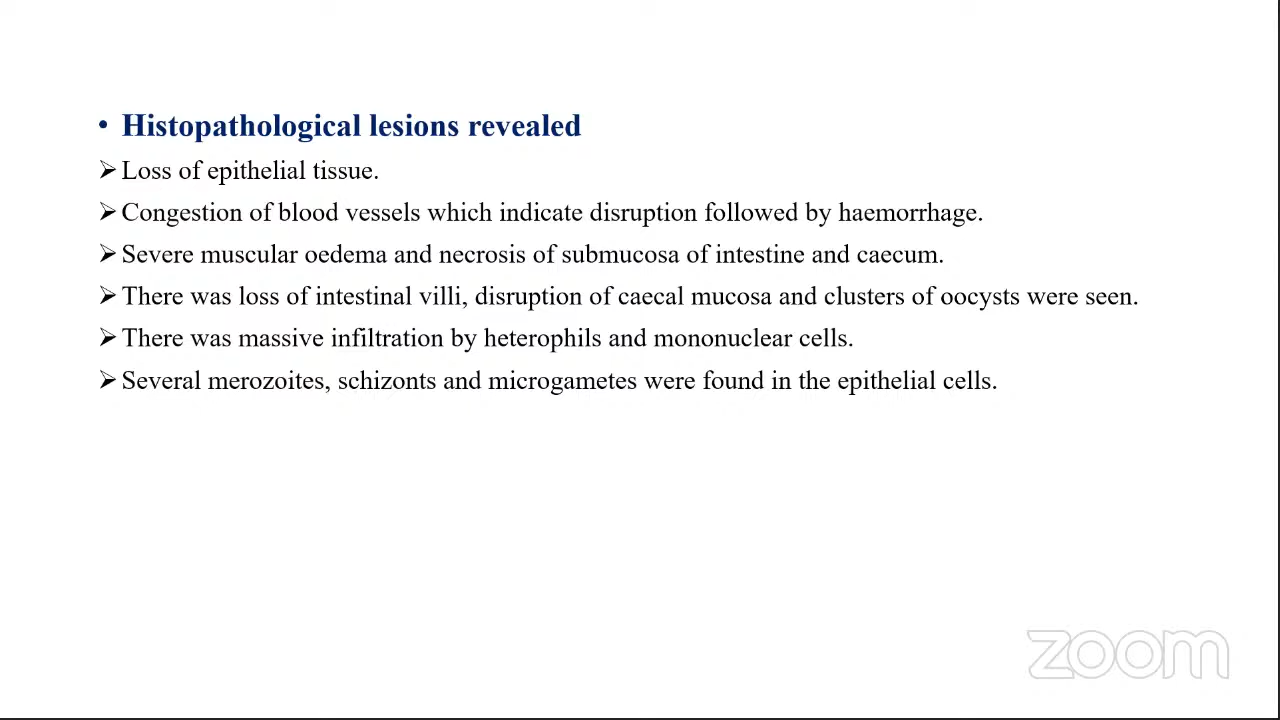 • Histopathological lesions revealed
➢ Loss of epithelial tissue.
➢ Congestion of blood vessels which indicate disruption followed by haemorrhage.
➢ Severe muscular oedema and necrosis of submucosa of intestine and caecum.
➢ There was loss of intestinal villi, disruption of caecal mucosa and clusters of oocysts were seen.
➢ There was massive infiltration by heterophils and mononuclear cells.
➢ Several merozoites, schizonts and microgametes were found in the epithelial cells.
zoom